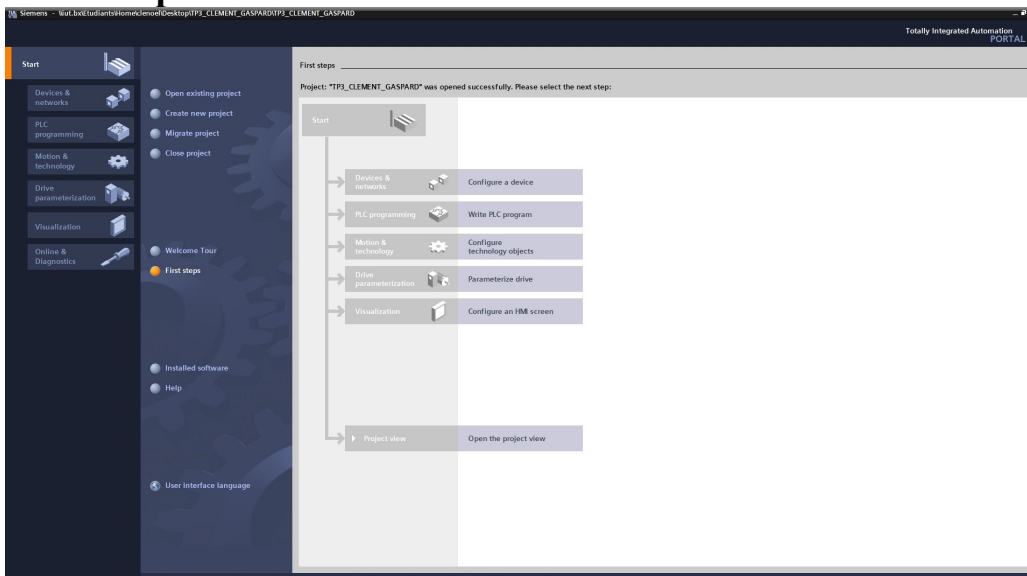 Siemens - \\iut.bx\Etudiants\Home\clenoel\Desktop\TP3_CLEMENT_GASPARD\TP3_CLEMENT_GASPARD
Totally Integrated Automation
PORTAL
Start
Devices &
networks
PLC
programming
Motion &
technology
Drive
parameterization
Visualization
Online &
Diagnostics
Open existing project
Create new project
Migrate project
Close project
Welcome Tour
First steps
Installed software
Help
User interface language
First steps
Project: "TP3_CLEMENT_GASPARD" was opened successfully. Please select the next step:
Start
Devices &
networks
Configure a device
PLC programming
Write PLC program
Motion &
technology
Configure
technology objects
Drive
parameterization
Parameterize drive
Visualization
Configure an HMI screen
Project view
Open the project view